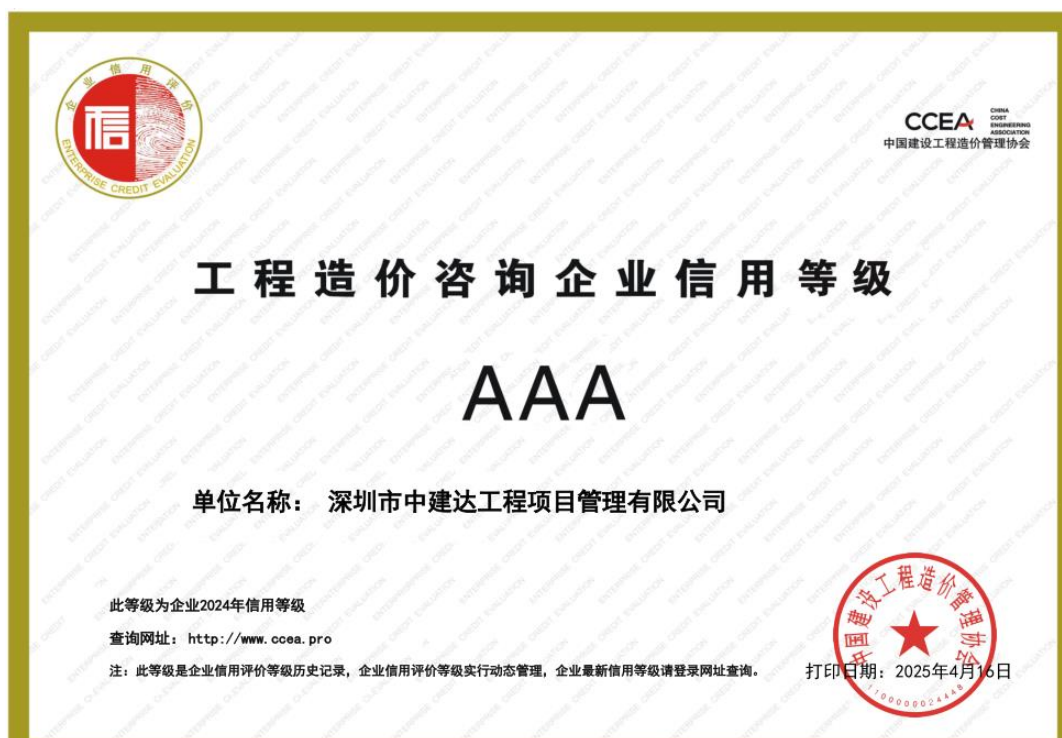 企业信用评价
信
ENTERPRISE CREDIT EVALUATION
CCEA
CHINA
COST
ENGINEERING
ASSOCIATION
中国建设工程造价管理协会
工程造价咨询企业信用等级
AAA
单位名称： 深圳市中建达工程项目管理有限公司
此等级为企业2024年信用等级
查询网址：http://www.ccea.pro
注：此等级是企业信用评价等级历史记录，企业信用评价等级实行动态管理，企业最新信用等级请登录网址查询。
打印日期：2025年4月16日
中国建设工程造价管理协会
1100000024448